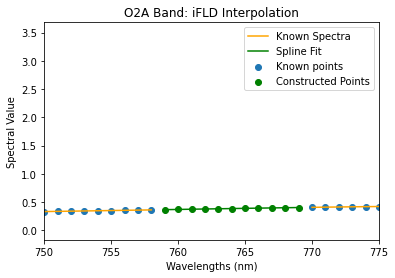 O2A Band: iFLD Interpolation
Spectral Value
3.5
3.0
2.5
2.0
1.5
1.0
0.5
0.0
Known Spectra
Spline Fit
Known points
Constructed Points
750 755 760 765 770 775
Wavelengths (nm)